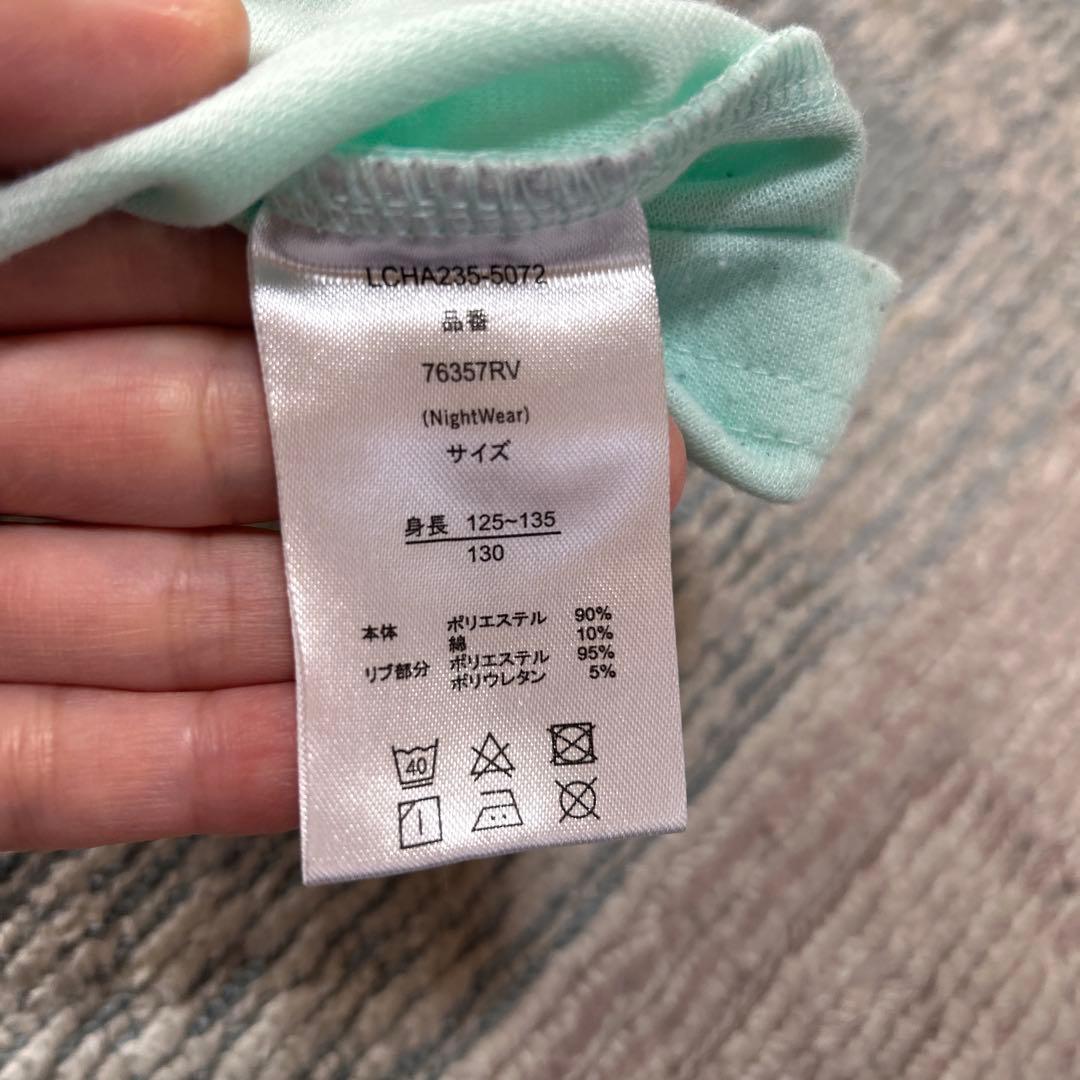 LCHA235-5072
品番
76357RV
(NightWear)
サイズ
身長 125~135
130
本体 ポリエステル 90%
綿 10%
リブ部分 ポリエステル 95%
ポリウレタン 5%
40